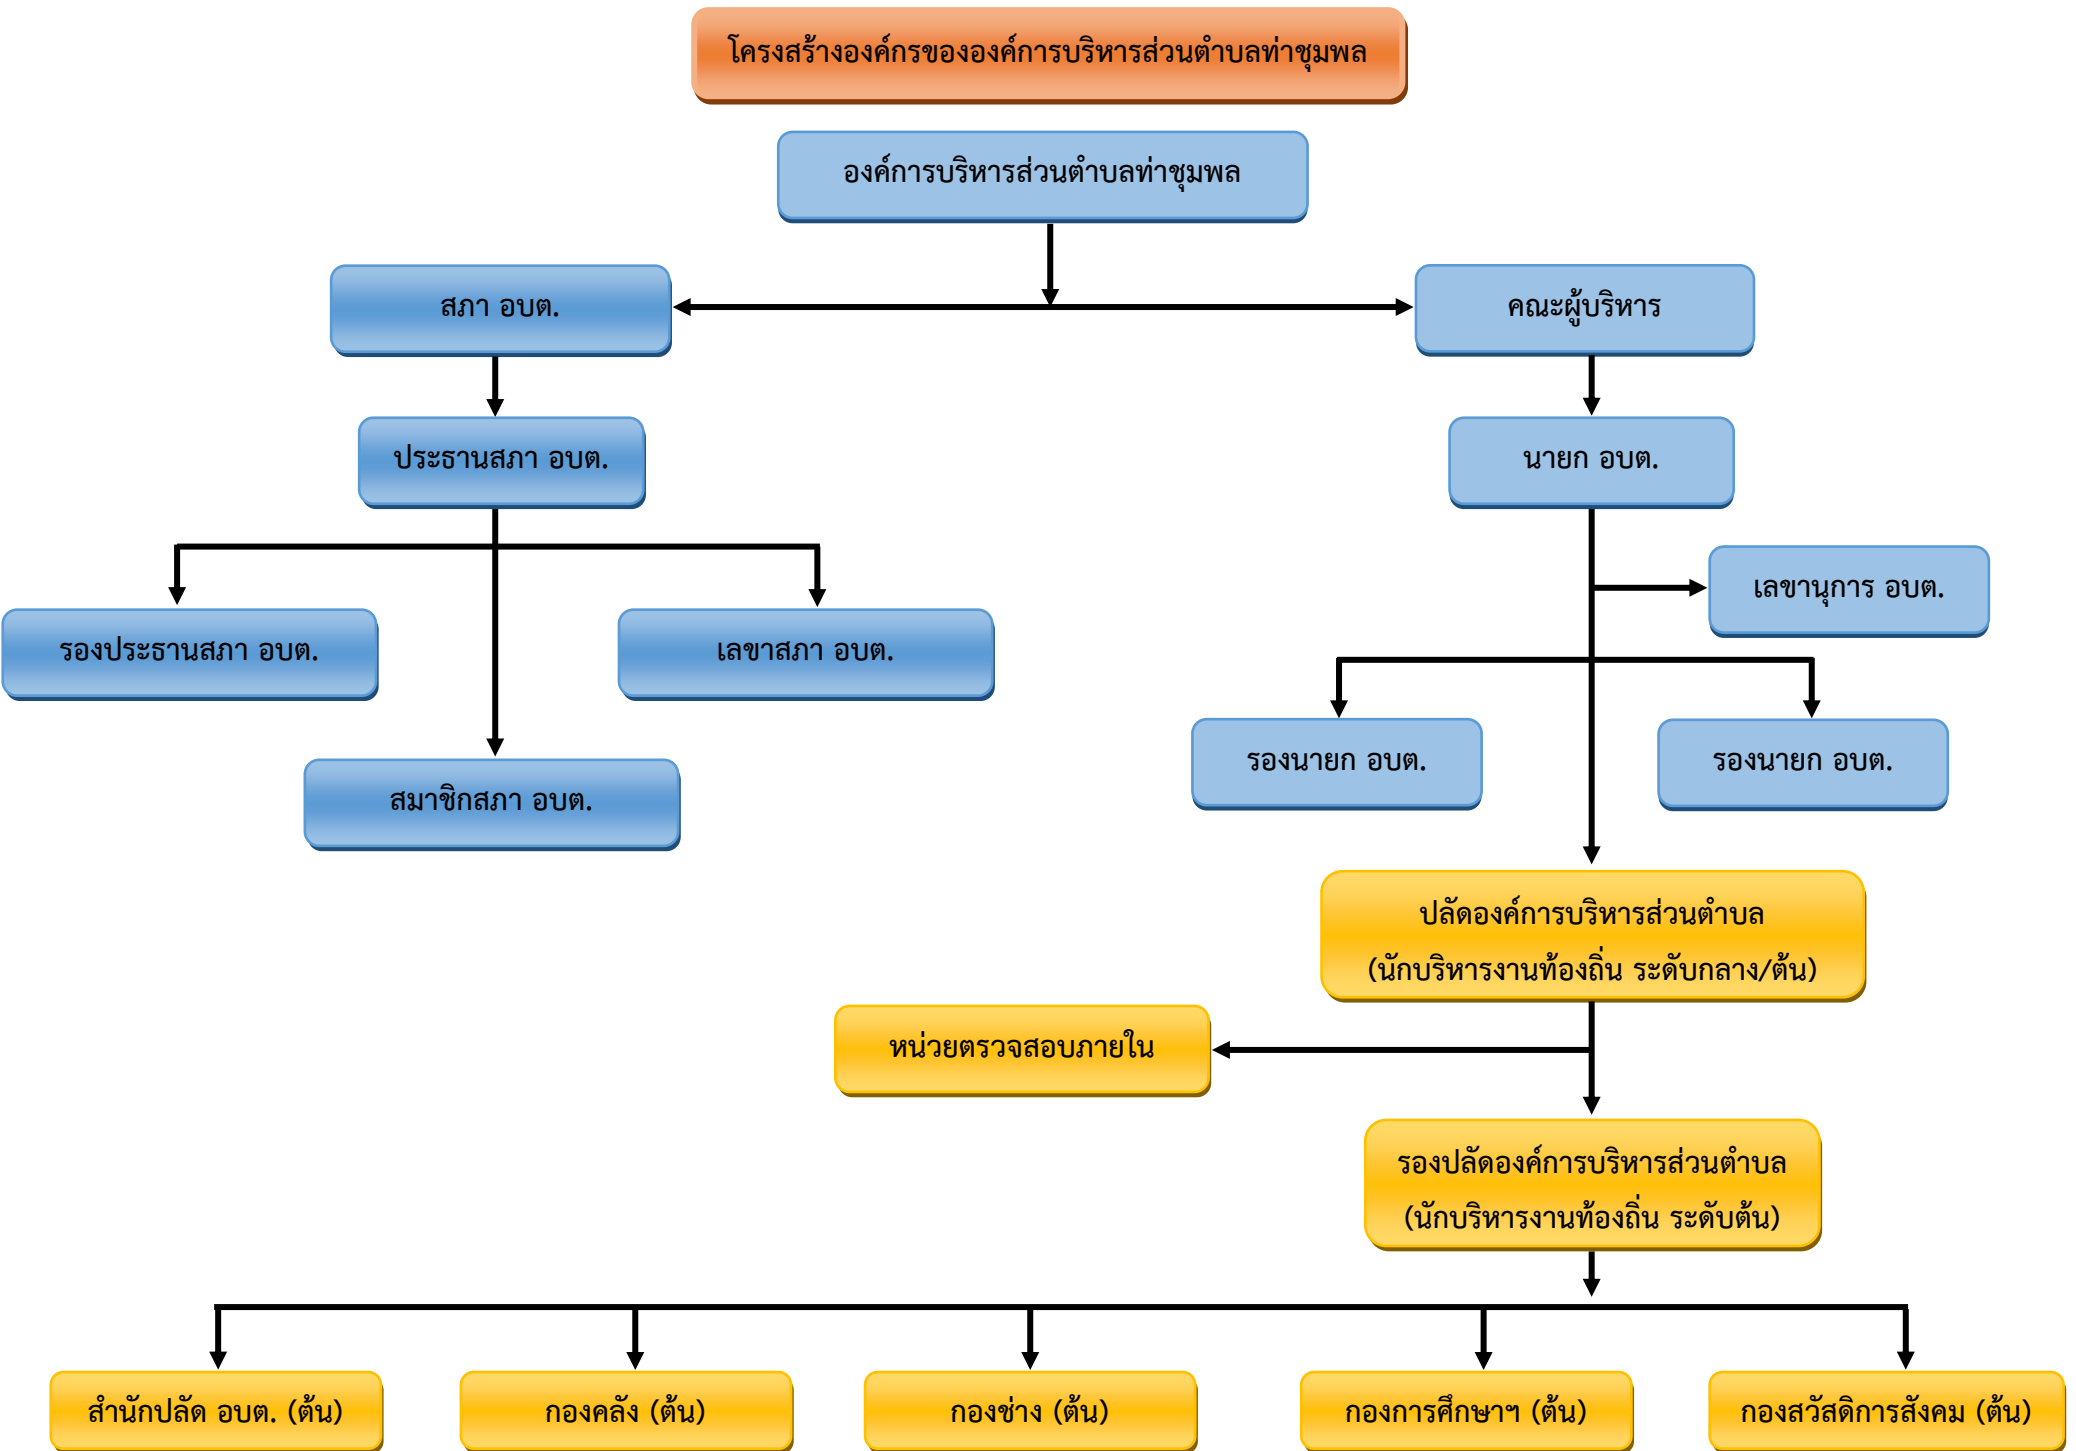 โครงสร้างองค์กรขององค์การบริหารส่วนตำบลท่าชุมพล
องค์การบริหารส่วนตำบลท่าชุมพล
สภา อบต.
คณะผู้บริหาร
ประธานสภา อบต.
นายก อบต.
เลขานุการ อบต.
รองประธานสภา อบต.
เลขาสภา อบต.
รองนายก อบต.
รองนายก อบต.
สมาชิกสภา อบต.
ปลัดองค์การบริหารส่วนตำบล
(นักบริหารงานท้องถิ่น ระดับกลาง/ต้น)
หน่วยตรวจสอบภายใน
รองปลัดองค์การบริหารส่วนตำบล
(นักบริหารงานท้องถิ่น ระดับต้น)
สำนักปลัด อบต. (ต้น)
กองคลัง (ต้น)
กองช่าง (ต้น)
กองการศึกษาฯ (ต้น)
กองสวัสดิการสังคม (ต้น)